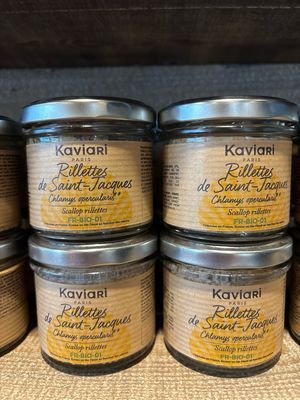 Kaviari
PARIS
Rillettes
de Saint-Jacques
Chlamys opercularis**
Scallop rillettes
FR-BIO-01
Kaviari
PARIS
Rillettes
de Saint-Jacques
Chlamys opercularis**
Scallop rillettes
FR-BIO-01
Kaviari
PARIS
Rillettes
de Saint-Jacques
Chlamys opercularis**
Scallop rillettes
FR-BIO-01
Kaviari
PARIS
Rillettes
de Saint-Jacques
Chlamys opercularis**
Scallop rillettes
FR-BIO-01